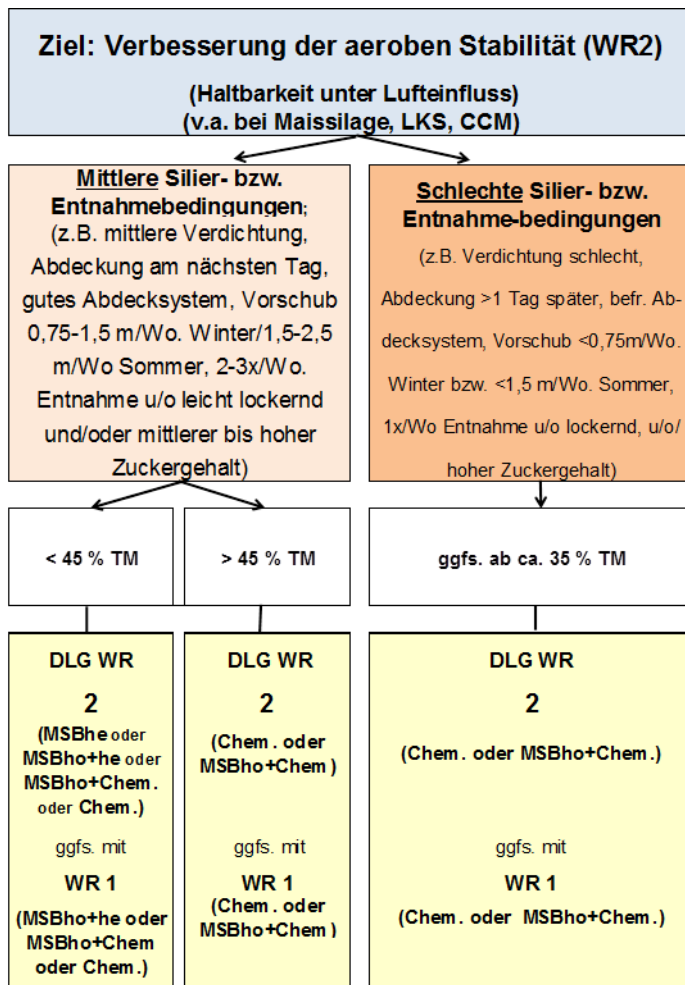 Ziel: Verbesserung der aeroben Stabilität (WR2)
(Haltbarkeit unter Lufteinfluss)
(v.a. bei Maissilage, LKS, CCM)
Mittlere Silier- bzw.
Entnahmebedingungen;
(z.B. mittlere Verdichtung,
Abdeckung am nächsten Tag,
gutes Abdecksystem, Vorschub
0,75-1,5 m/Wo. Winter/1,5-2,5
m/Wo Sommer, 2-3x/Wo.
Entnahme u/o leicht lockernd
und/oder mittlerer bis hoher
Zuckergehalt)
Schlechte Silier- bzw.
Entnahme-bedingungen
(z.B. Verdichtung schlecht,
Abdeckung >1 Tag später, befr. Ab-
decksystem, Vorschub <0,75m/Wo.
Winter bzw. <1,5 m/Wo. Sommer,
1x/Wo Entnahme u/o lockernd, u/o/
hoher Zuckergehalt)
< 45 % TM
> 45 % TM
ggfs. ab ca. 35 % TM
DLG WR
2
(MSBhe oder
MSBho+he oder
MSBho+Chem.
oder Chem.)
ggfs. mit
WR 1
(MSBho+he oder
MSBho+Chem
oder Chem.)
DLG WR
2
(Chem. oder
MSBho+Chem)
ggfs. mit
WR 1
(Chem. oder
MSBho+Chem.)
DLG WR
2
(Chem. oder MSBho+Chem.)
ggfs. mit
WR 1
(Chem. oder MSBho+Chem.)